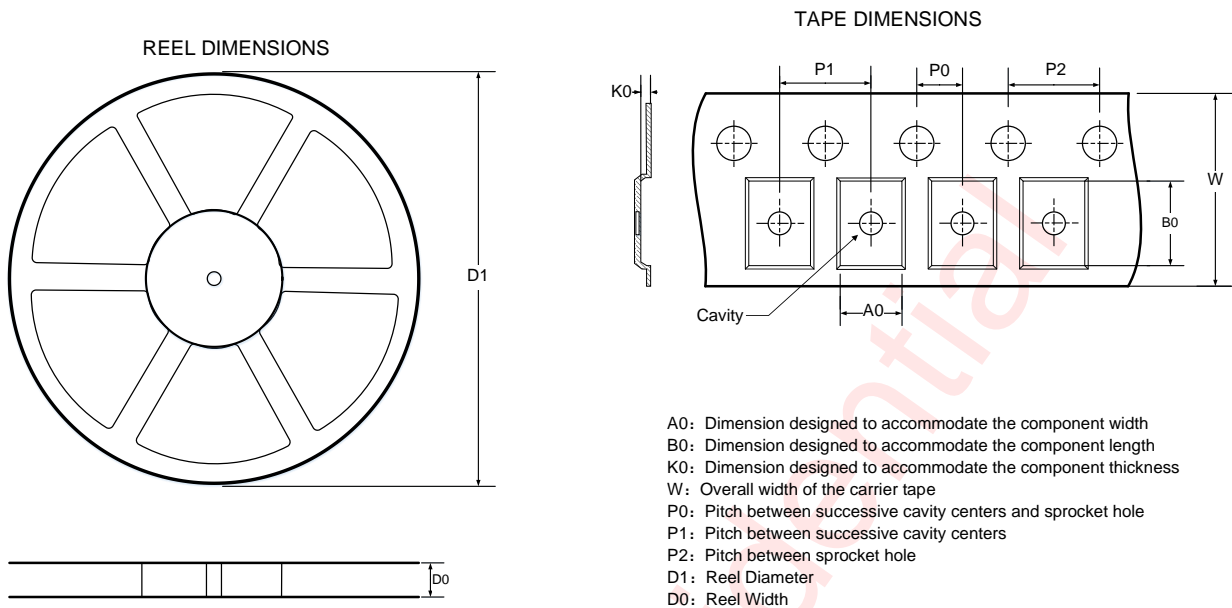 TAPE DIMENSIONS
REEL DIMENSIONS
D1
D0
P1
P0
P2
K0
W
B0
A0
Cavity
A0：Dimension designed to accommodate the component width
B0：Dimension designed to accommodate the component length
K0：Dimension designed to accommodate the component thickness
W：Overall width of the carrier tape
P0：Pitch between successive cavity centers and sprocket hole
P1：Pitch between successive cavity centers
P2：Pitch between sprocket hole
D1：Reel Diameter
D0：Reel Width
idential